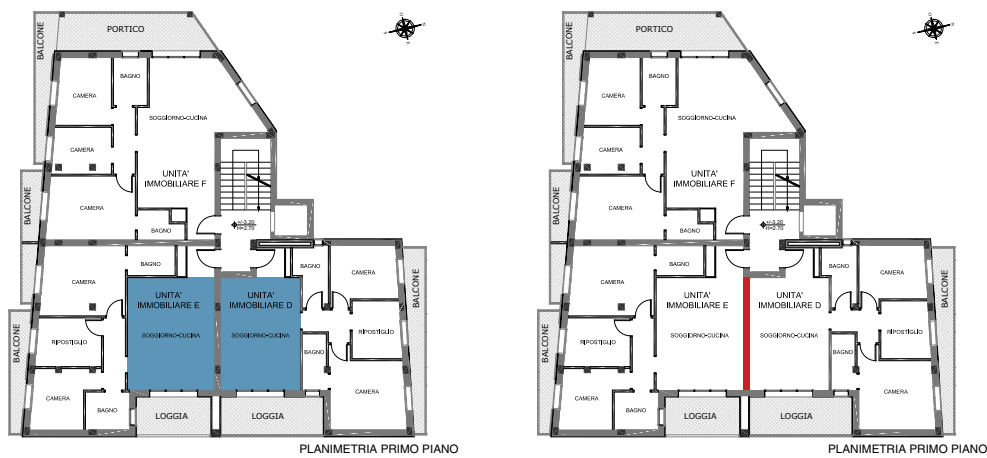 PORTICO
BALCONE
BAGNO
CAMERA
SOGGIORNO-CUCINA
CAMERA
UNITA'
IMMOBILIARE F
BALCONE
CAMERA
+/-3.20
H=2.70
BAGNO
BAGNO
BAGNO
CAMERA
CAMERA
UNITA'
IMMOBILIARE E
UNITA'
IMMOBILIARE D
BALCONE
BALCONE
RIPOSTIGLIO
SOGGIORNO-CUCINA
SOGGIORNO-CUCINA
RIPOSTIGLIO
BAGNO
CAMERA
BAGNO
LOGGIA
LOGGIA
CAMERA
PLANIMETRIA PRIMO PIANO
PORTICO
BALCONE
BAGNO
CAMERA
SOGGIORNO-CUCINA
CAMERA
UNITA'
IMMOBILIARE F
BALCONE
CAMERA
+/-3.20
H=2.70
BAGNO
BAGNO
BAGNO
CAMERA
CAMERA
UNITA'
IMMOBILIARE E
UNITA'
IMMOBILIARE D
BALCONE
BALCONE
RIPOSTIGLIO
SOGGIORNO-CUCINA
SOGGIORNO-CUCINA
RIPOSTIGLIO
BAGNO
CAMERA
BAGNO
LOGGIA
LOGGIA
CAMERA
PLANIMETRIA PRIMO PIANO